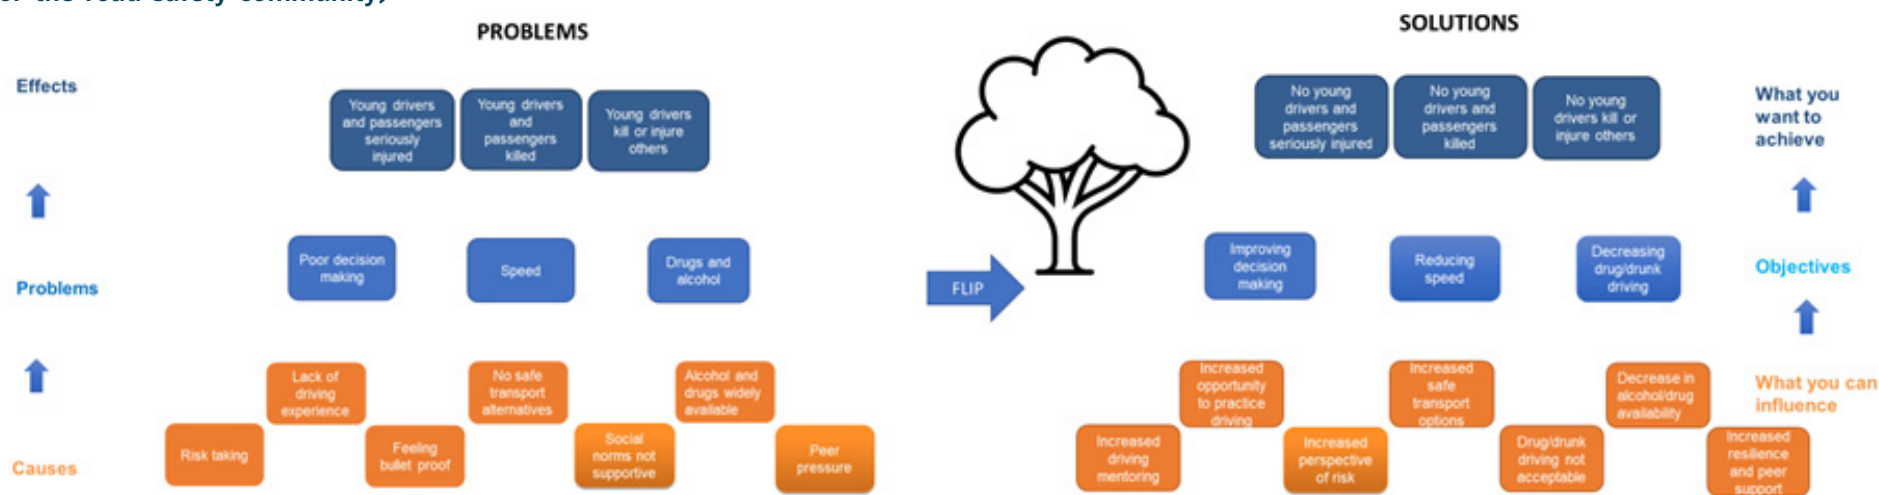 PROBLEMS
SOLUTIONS
Effects
Young drivers
and passengers
seriously
injured
Young drivers
and
passengers
killed
Young drivers
kill or injure
others
No young
drivers and
passengers
seriously injured
No young
drivers and
passengers
killed
No young
drivers kill or
injure others
What you
want to
achieve
Problems
Poor decision
making
Speed
Drugs and
alcohol
FLIP
Improving
decision
making
Reducing
speed
Decreasing
drug/drunk
driving
Objectives
Lack of
driving
experience
No safe
transport
alternatives
Alcohol and
drugs widely
available
Increased
opportunity
to practice
driving
Increased
safe
transport
options
Decrease in
alcohol/drug
availability
What you can
influence
Causes
Risk taking
Feeling
bullet proof
Social
norms not
supportive
Peer
pressure
Increased
driving
mentoring
Increased
perspective
of risk
Drug/drunk
driving not
acceptable
Increased
resilience
and peer
support